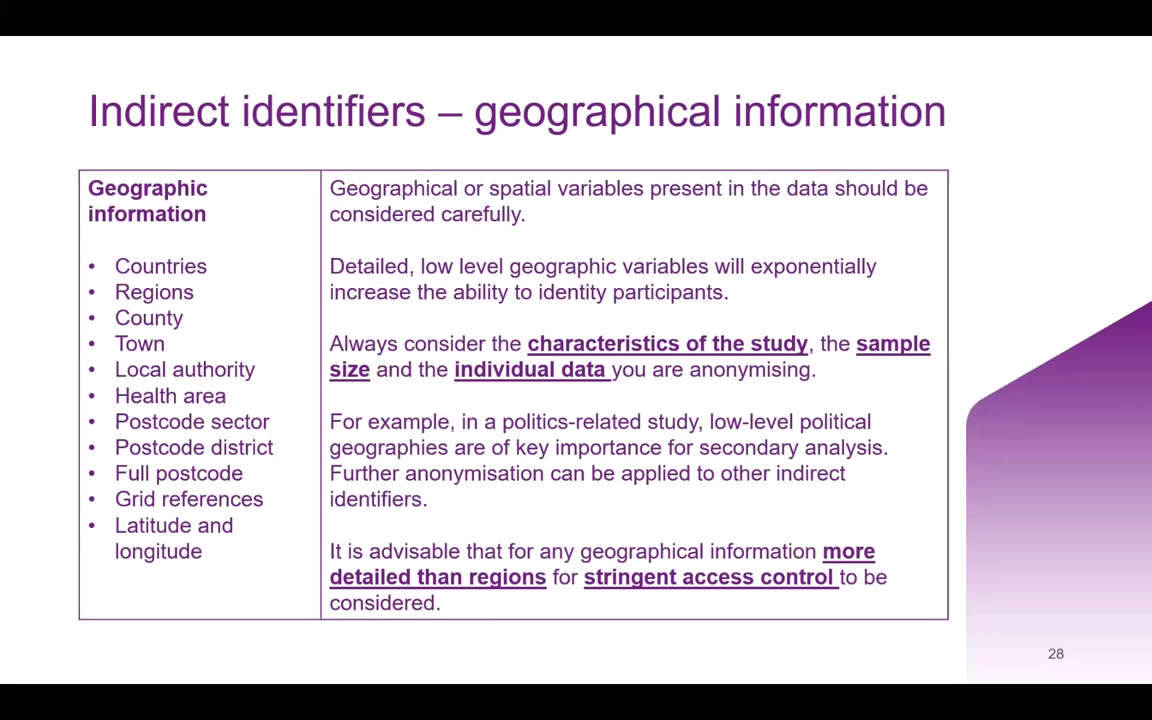 Indirect identifiers – geographical information
Geographic
information
• Countries
• Regions
• County
• Town
• Local authority
• Health area
• Postcode sector
• Postcode district
• Full postcode
• Grid references
• Latitude and
longitude
Geographical or spatial variables present in the data should be
considered carefully.
Detailed, low level geographic variables will exponentially
increase the ability to identity participants.
Always consider the characteristics of the study, the sample
size and the individual data you are anonymising.
For example, in a politics-related study, low-level political
geographies are of key importance for secondary analysis.
Further anonymisation can be applied to other indirect
identifiers.
It is advisable that for any geographical information more
detailed than regions for stringent access control to be
considered.
28